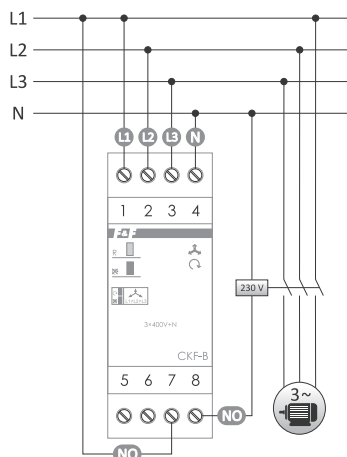 L1
L2
L3
N
L1 L2 L3 N
1 2 3 4
F&F
R
230 V
3×400V+N
CKF-B
5 6 7 8
3~
NO
NO